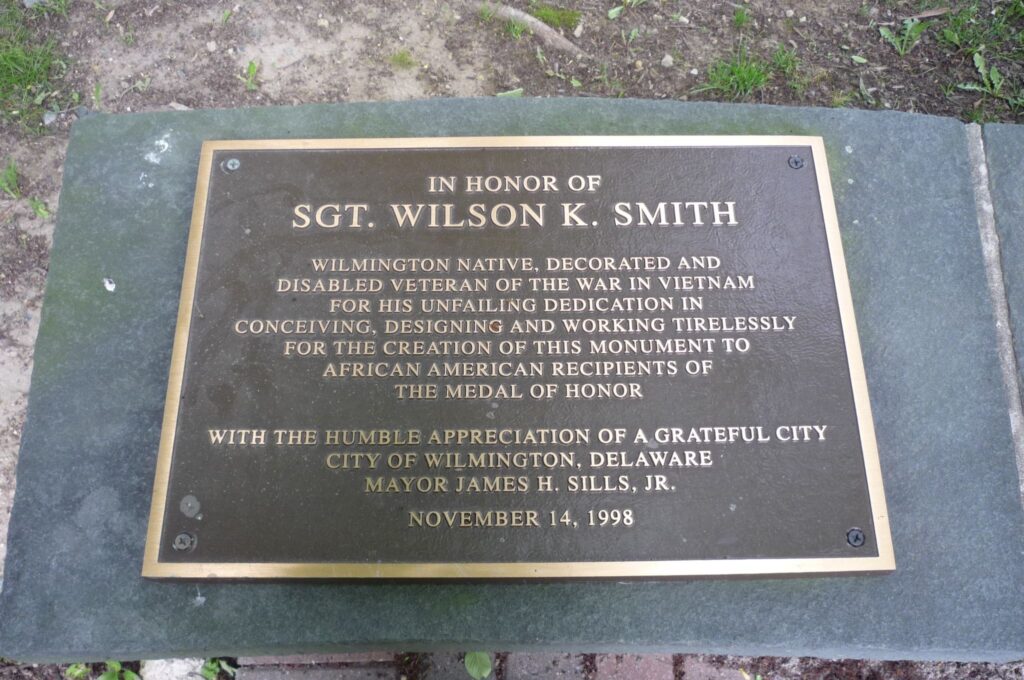 IN HONOR OF
SGT. WILSON K. SMITH
WILMINGTON NATIVE, DECORATED AND
DISABLED VETERAN OF THE WAR IN VIETNAM
FOR HIS UNFAILING DEDICATION IN
CONCEIVING, DESIGNING AND WORKING TIRELESSLY
FOR THE CREATION OF THIS MONUMENT TO
AFRICAN AMERICAN RECIPIENTS OF
THE MEDAL OF HONOR
WITH THE HUMBLE APPRECIATION OF A GRATEFUL CITY
CITY OF WILMINGTON, DELAWARE
MAYOR JAMES H. SILLS, JR.
NOVEMBER 14, 1998